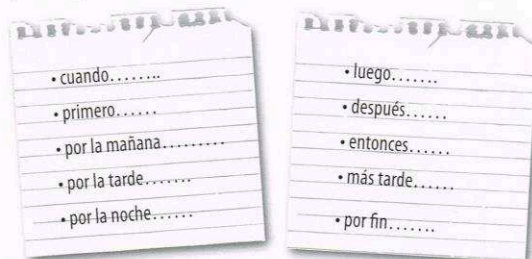 • cuando........
• primero......
• por la mañana.........
• por la tarde.......
• por la noche......
• luego.......
• después......
• entonces......
• más tarde......
• por fin.......